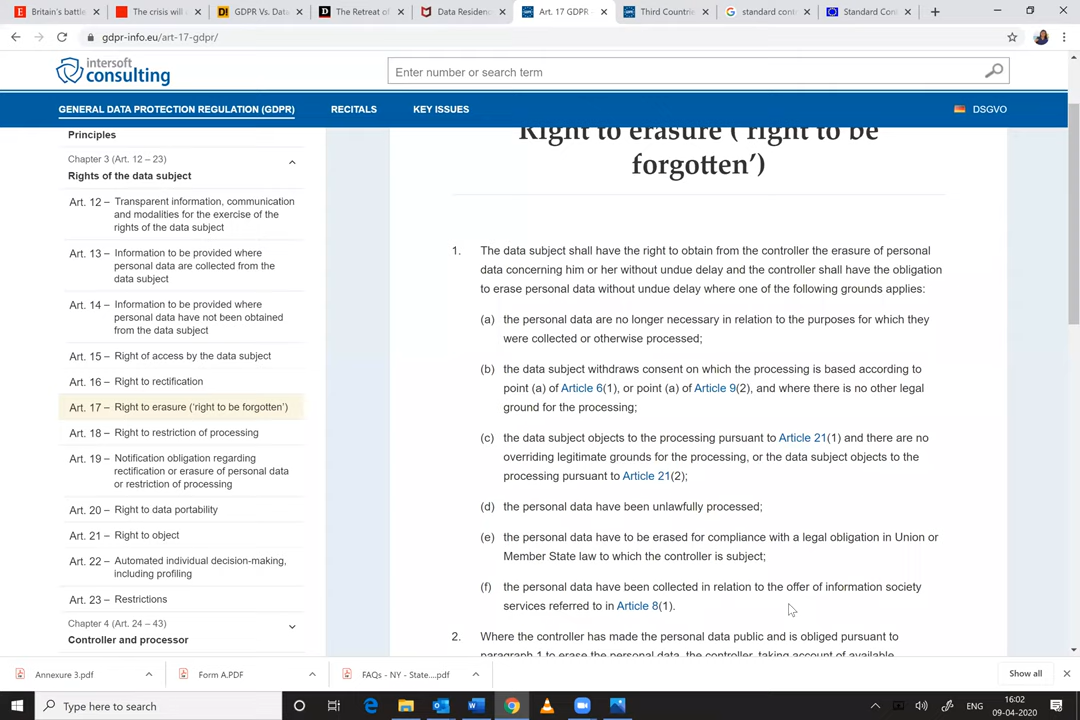 Britain's battle
The crisis will
GDPR Vs. Data
The Retreat of
Data Residenc
Art. 17 GDPR
Third Countrie
standard cont
Standard Con
gdpr-info.eu/art-17-gdpr/
intersoft
consulting
Enter number or search term
GENERAL DATA PROTECTION REGULATION (GDPR)
RECITALS
KEY ISSUES
DSGVO
Principles
Chapter 3 (Art. 12 – 23)
Rights of the data subject
Art. 12 – Transparent information, communication
and modalities for the exercise of the
rights of the data subject
Art. 13 – Information to be provided where
personal data are collected from the
data subject
Art. 14 – Information to be provided where
personal data have not been obtained
from the data subject
Art. 15 – Right of access by the data subject
Art. 16 – Right to rectification
Art. 17 – Right to erasure ('right to be forgotten')
Art. 18 – Right to restriction of processing
Art. 19 – Notification obligation regarding
rectification or erasure of personal data
or restriction of processing
Art. 20 – Right to data portability
Art. 21 – Right to object
Art. 22 – Automated individual decision-making,
including profiling
Art. 23 – Restrictions
Chapter 4 (Art. 24 – 43)
Controller and processor
Right to erasure ('right to be
forgotten')
1. The data subject shall have the right to obtain from the controller the erasure of personal
data concerning him or her without undue delay and the controller shall have the obligation
to erase personal data without undue delay where one of the following grounds applies:
(a) the personal data are no longer necessary in relation to the purposes for which they
were collected or otherwise processed;
(b) the data subject withdraws consent on which the processing is based according to
point (a) of Article 6(1), or point (a) of Article 9(2), and where there is no other legal
ground for the processing;
(c) the data subject objects to the processing pursuant to Article 21(1) and there are no
overriding legitimate grounds for the processing, or the data subject objects to the
processing pursuant to Article 21(2);
(d) the personal data have been unlawfully processed;
(e) the personal data have to be erased for compliance with a legal obligation in Union or
Member State law to which the controller is subject;
(f) the personal data have been collected in relation to the offer of information society
services referred to in Article 8(1).
2. Where the controller has made the personal data public and is obliged pursuant to
paragraph 1 to erase the personal data, the controller, taking account of available
Annexure 3.pdf
Form A.PDF
FAQs - NY - State....pdf
Show all
Type here to search
ENG
16:02
09-04-2020